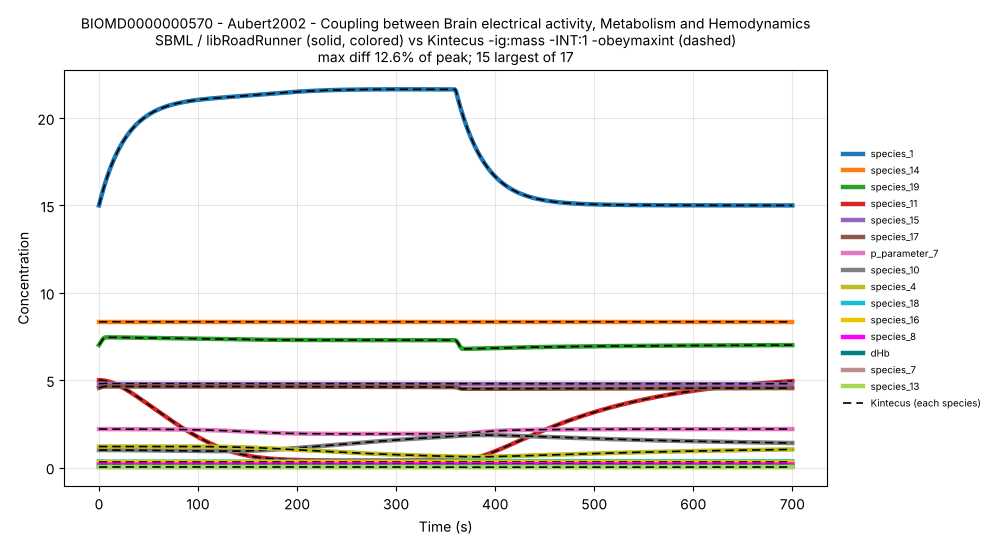 BIOMD0000000570 - Aubert2002 - Coupling between Brain electrical activity, Metabolism and Hemodynamics
SBML / libRoadRunner (solid, colored) vs Kintecus -ig:mass -INT:1 -obeymaxint (dashed)
max diff 12.6% of peak; 15 largest of 17
Concentration
20
15
10
5
0
0 100 200 300 400 500 600 700
Time (s)
species_1
species_14
species_19
species_11
species_15
species_17
p_parameter_7
species_10
species_4
species_18
species_16
species_8
dHb
species_7
species_13
Kintecus (each species)